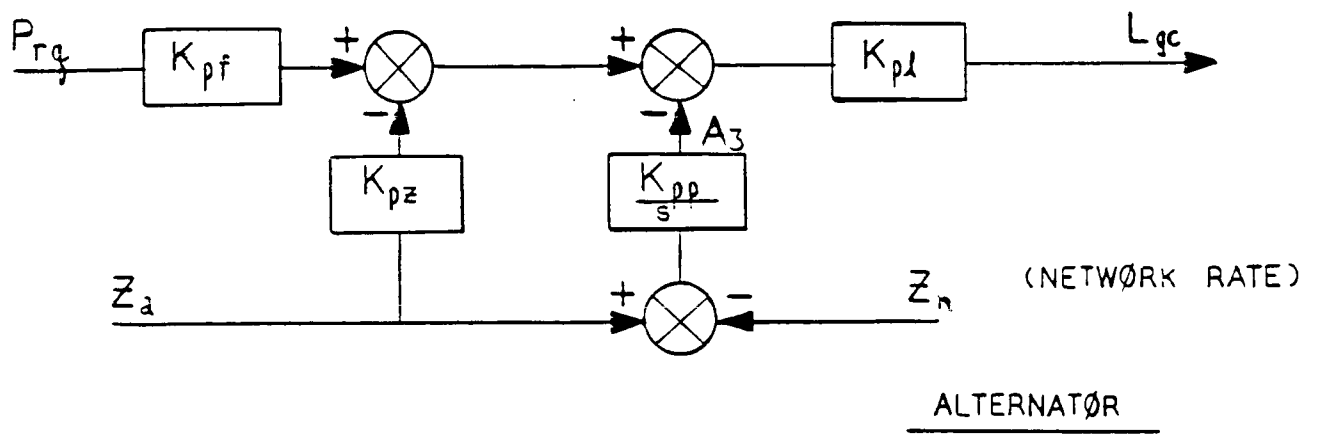 P_rq
K_pf
+
−
+
−
K_pl
L_gc
A_3
K_pz
K_pp
s
Z_a
+
−
Z_n
(NETWØRK RATE)
ALTERNATØR